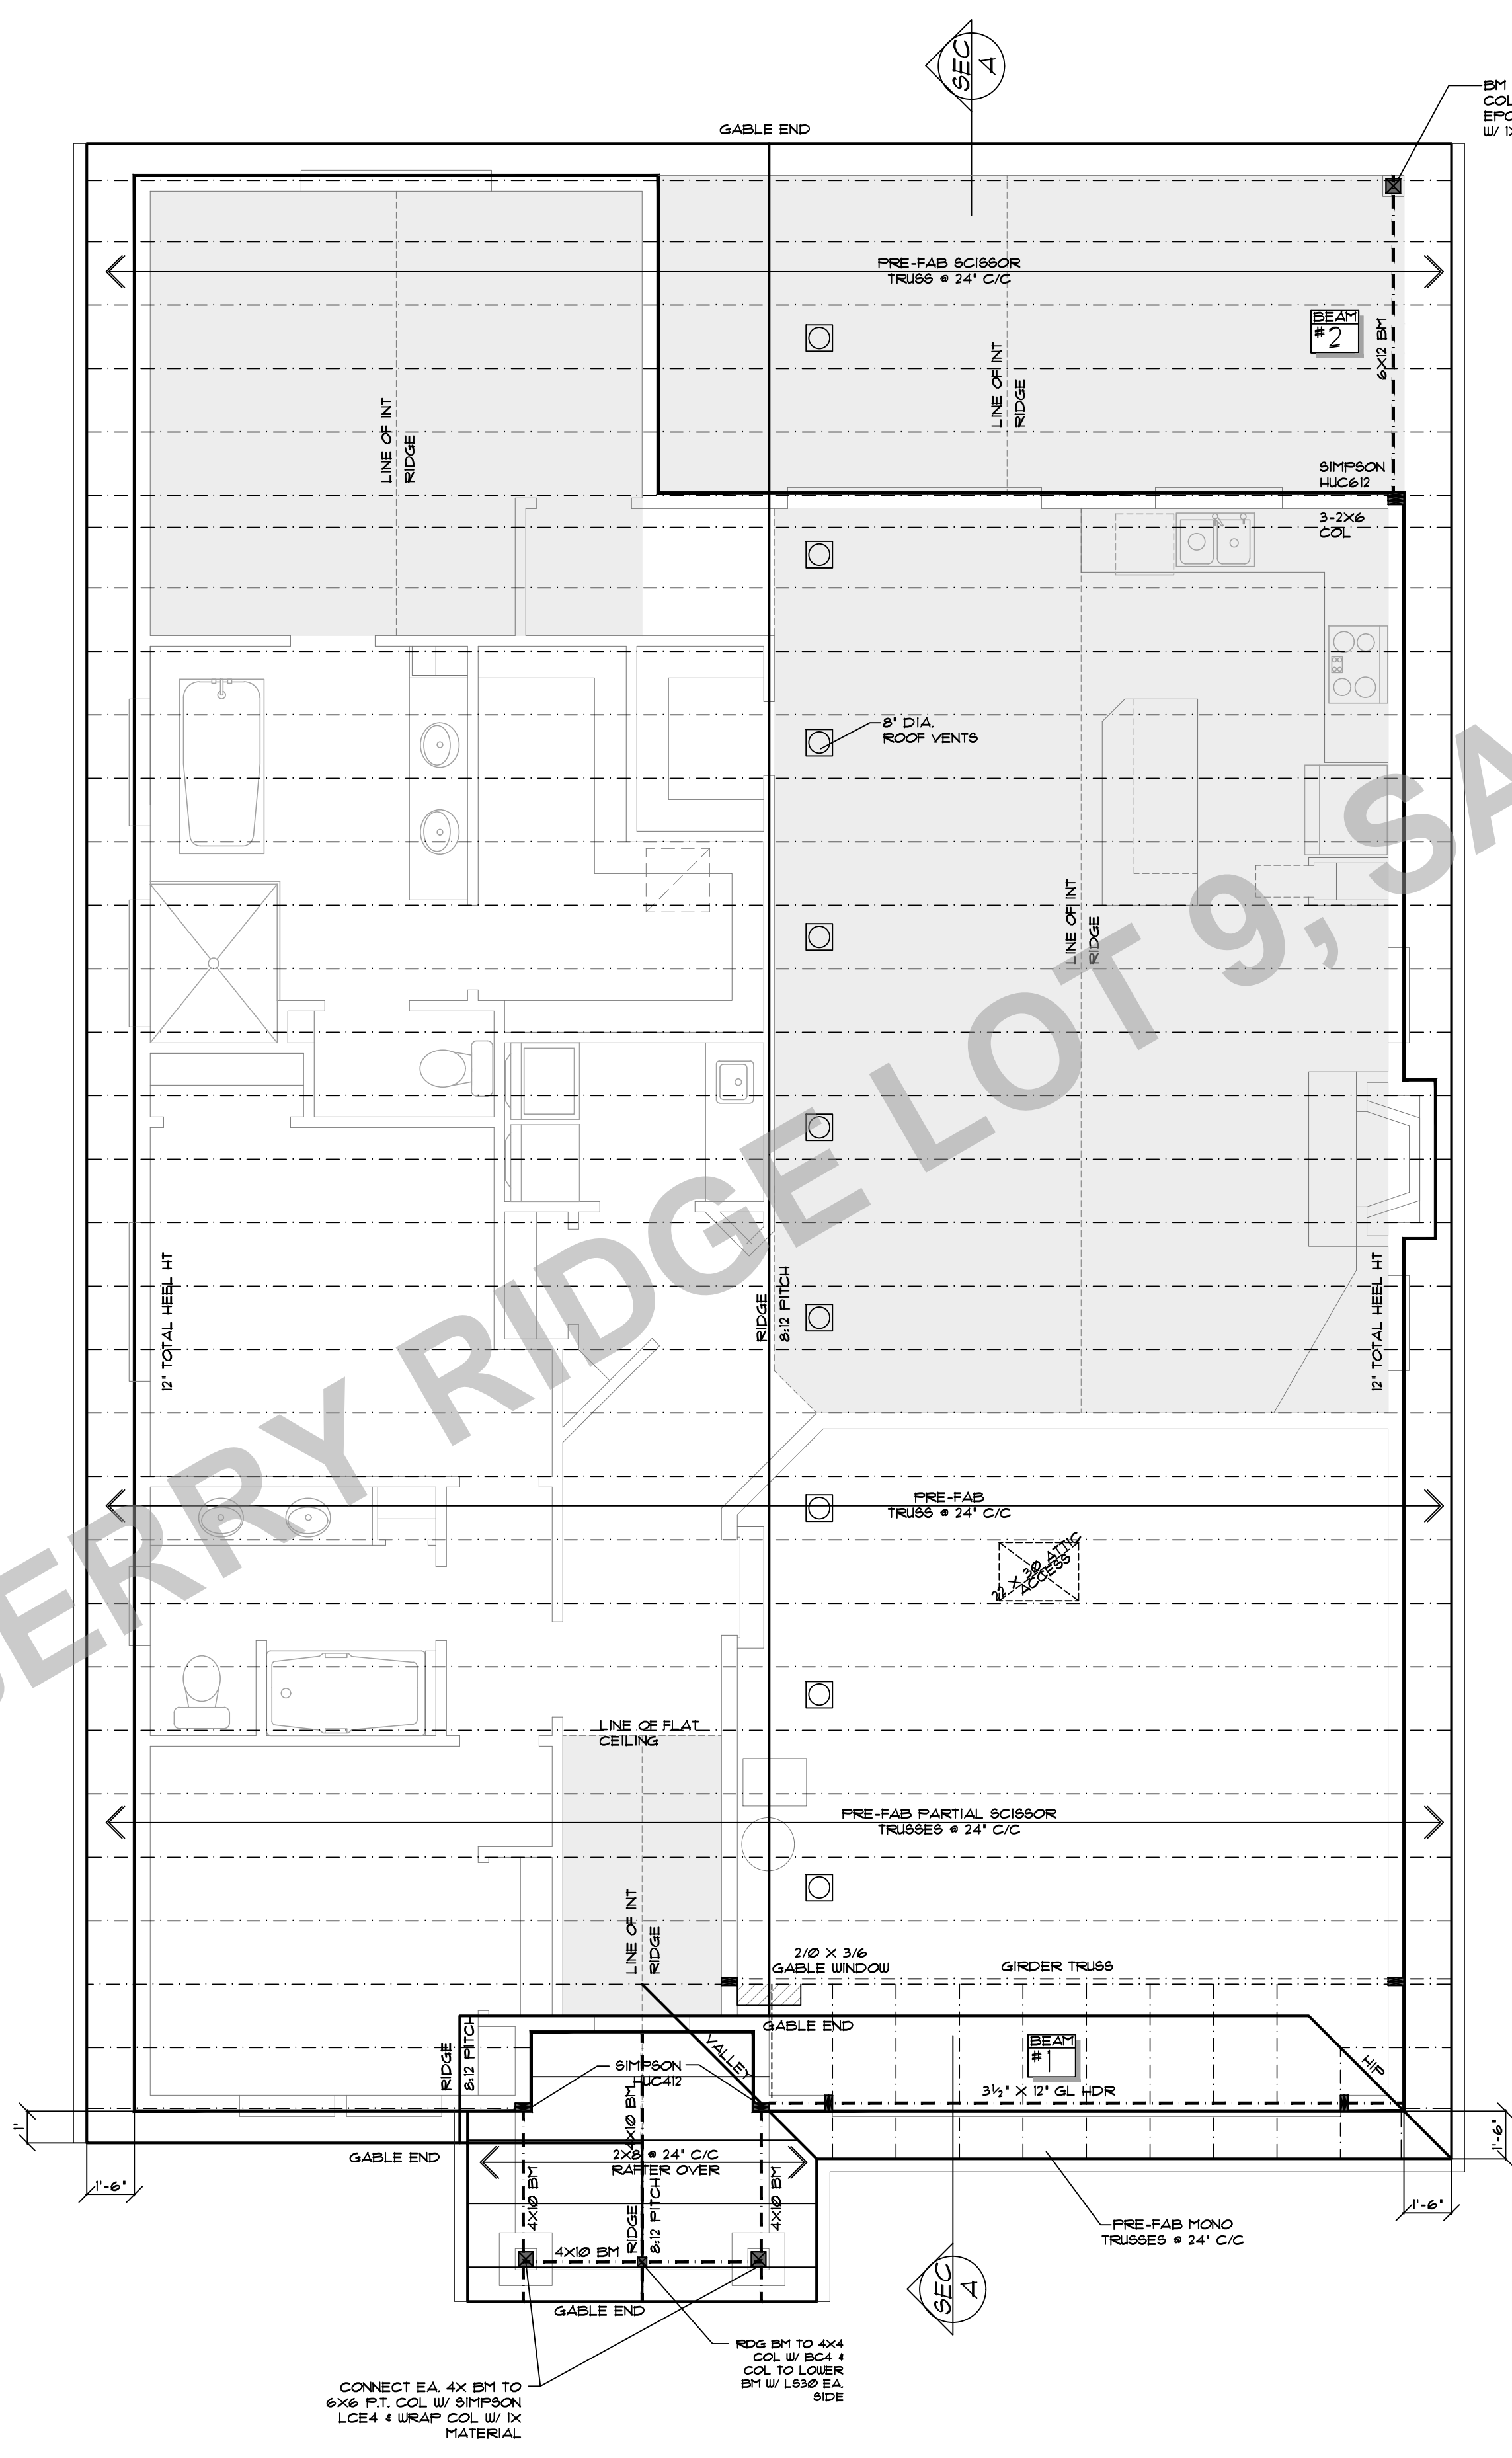 SEC
A
BM
COL
EPO
W/ 1X
GABLE END
PRE-FAB SCISSOR
TRUSS @ 24" C/C
BEAM
#2
6X12 BM
LINE OF INT
RIDGE
LINE OF INT
RIDGE
SIMPSON
HUC612
3-2X6
COL
8" DIA.
ROOF VENTS
LINE OF INT
RIDGE
ERRY RIDGE LOT 9, SA
12" TOTAL HEEL HT
RIDGE
8:12 PITCH
12" TOTAL HEEL HT
PRE-FAB
TRUSS @ 24" C/C
22 X 30 ATTIC
ACCESS
LINE OF FLAT
CEILING
PRE-FAB PARTIAL SCISSOR
TRUSSES @ 24" C/C
LINE OF INT
RIDGE
2/0 X 3/6
GABLE WINDOW
GIRDER TRUSS
GABLE END
RIDGE
8:12 PITCH
VALLEY
BEAM
#1
HIP
SIMPSON
HUC412
3½" X 12" GL HDR
4X10 BM
1'
1'-6"
GABLE END
2X8 @ 24" C/C
RAFTER OVER
1'-6"
1'-6"
4X10 BM
RIDGE
8:12 PITCH
4X10 BM
4X10 BM
PRE-FAB MONO
TRUSSES @ 24" C/C
SEC
A
GABLE END
RDG BM TO 4X4
COL W/ BC4 &
COL TO LOWER
BM W/ LS30 EA.
SIDE
CONNECT EA. 4X BM TO
6X6 P.T. COL W/ SIMPSON
LCE4 & WRAP COL W/ 1X
MATERIAL